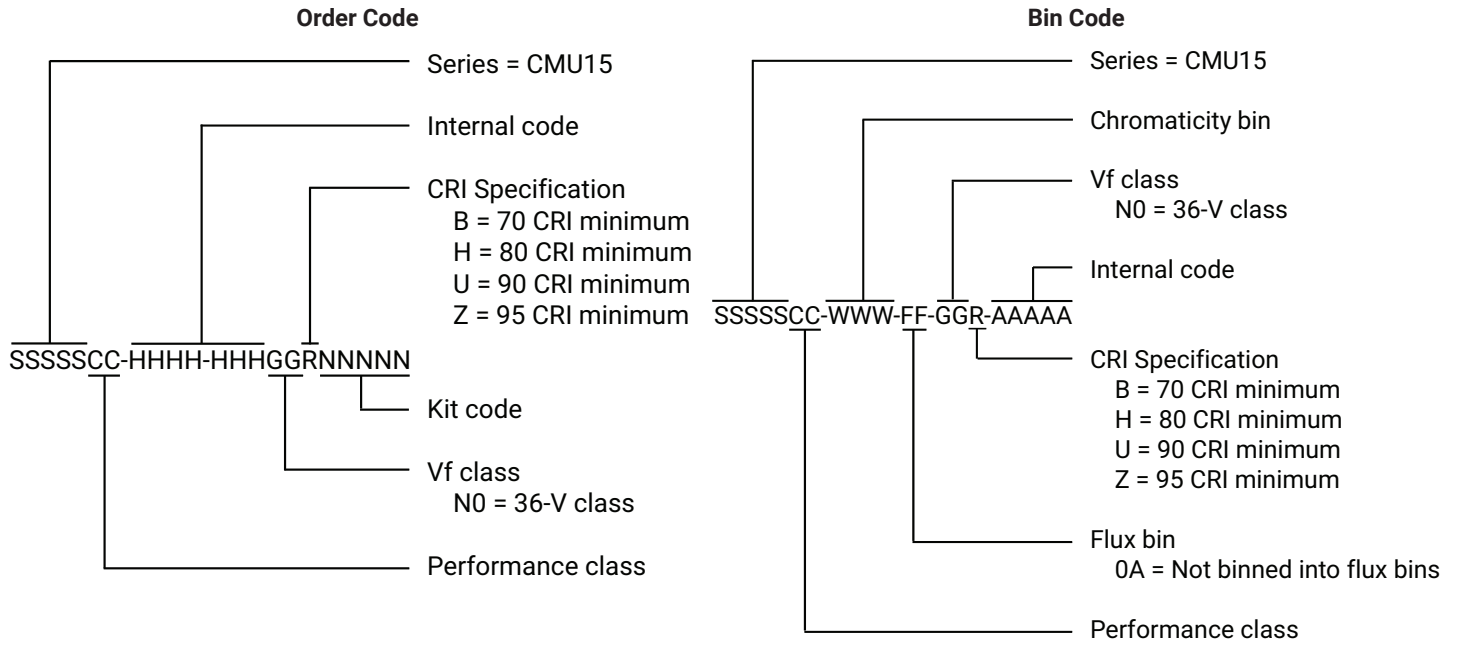 Order Code
Series = CMU15
Internal code
CRI Specification
B = 70 CRI minimum
H = 80 CRI minimum
U = 90 CRI minimum
Z = 95 CRI minimum
SSSSSCC-HHHH-HHHGGRNNNNN
Kit code
Vf class
N0 = 36-V class
Performance class
Bin Code
Series = CMU15
Chromaticity bin
Vf class
N0 = 36-V class
Internal code
SSSSSCC-WWW-FF-GGR-AAAAA
CRI Specification
B = 70 CRI minimum
H = 80 CRI minimum
U = 90 CRI minimum
Z = 95 CRI minimum
Flux bin
0A = Not binned into flux bins
Performance class